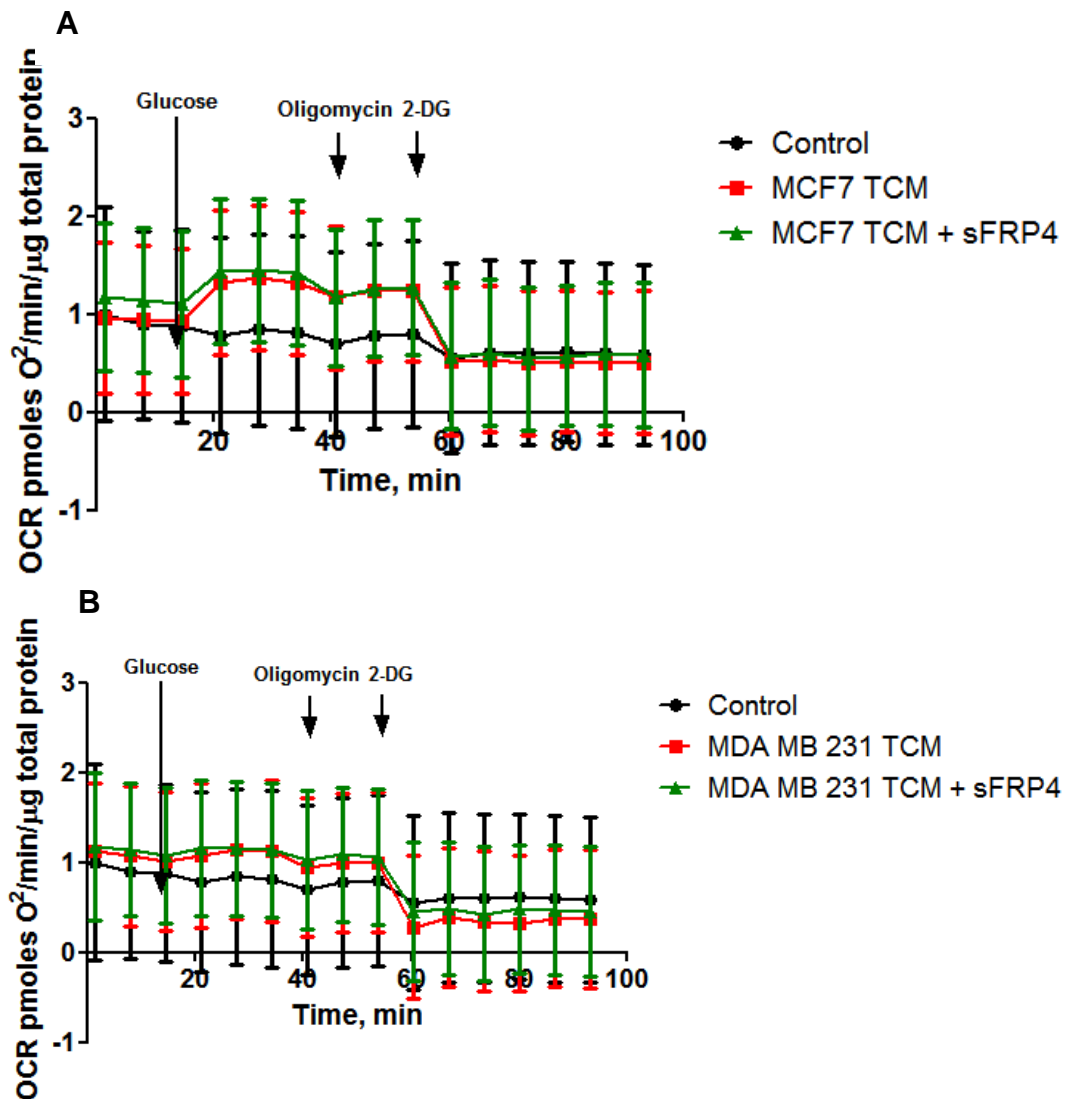 A
OCR pmoles O²/min/µg total protein
Glucose
Oligomycin 2-DG
3
2
1
0
-1
20 40 60 80 100
Time, min
Control
MCF7 TCM
MCF7 TCM + sFRP4
B
OCR pmoles O²/min/µg total protein
Glucose
Oligomycin 2-DG
3
2
1
0
-1
20 40 60 80 100
Time, min
Control
MDA MB 231 TCM
MDA MB 231 TCM + sFRP4